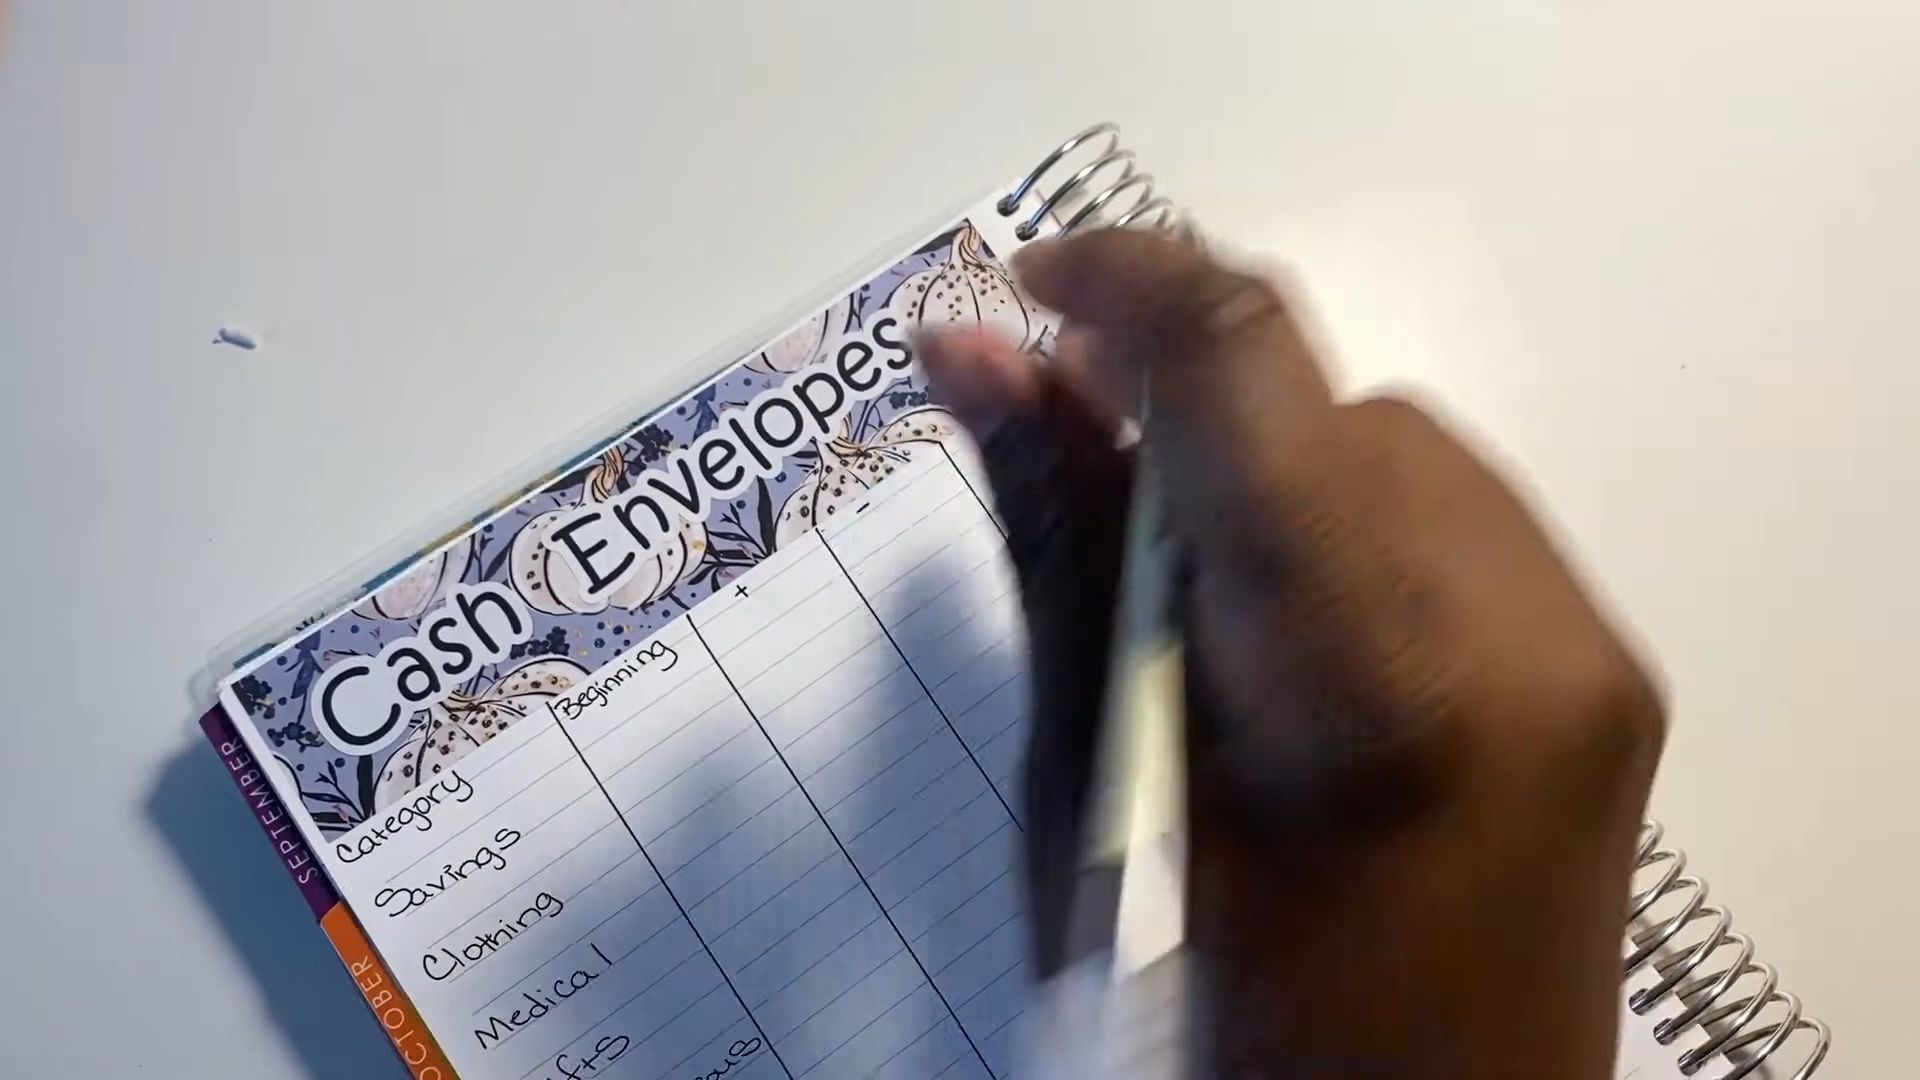 Cash Envelopes
Category Beginning + -
Savings
Clothing
Medical
SEPTEMBER
OCTOBER